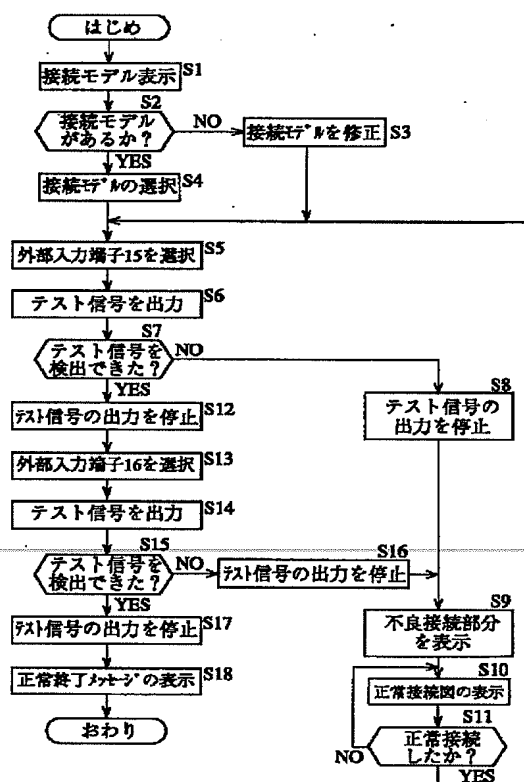 はじめ
接続モデル表示 S1
S2
接続モデル
があるか？
NO
接続モデルを修正 S3
YES
接続モデルの選択 S4
外部入力端子15を選択 S5
テスト信号を出力 S6
S7
テスト信号を
検出できた？
NO
YES
S8
テスト信号の
出力を停止
テスト信号の出力を停止 S12
外部入力端子16を選択 S13
テスト信号を出力 S14
S15
テスト信号を
検出できた？
NO
S16
テスト信号の出力を停止
YES
S9
不良接続部分
を表示
テスト信号の出力を停止 S17
正常終了メッセージの表示 S18
S10
正常接続図の表示
おわり
S11
正常接続
したか？
NO
YES